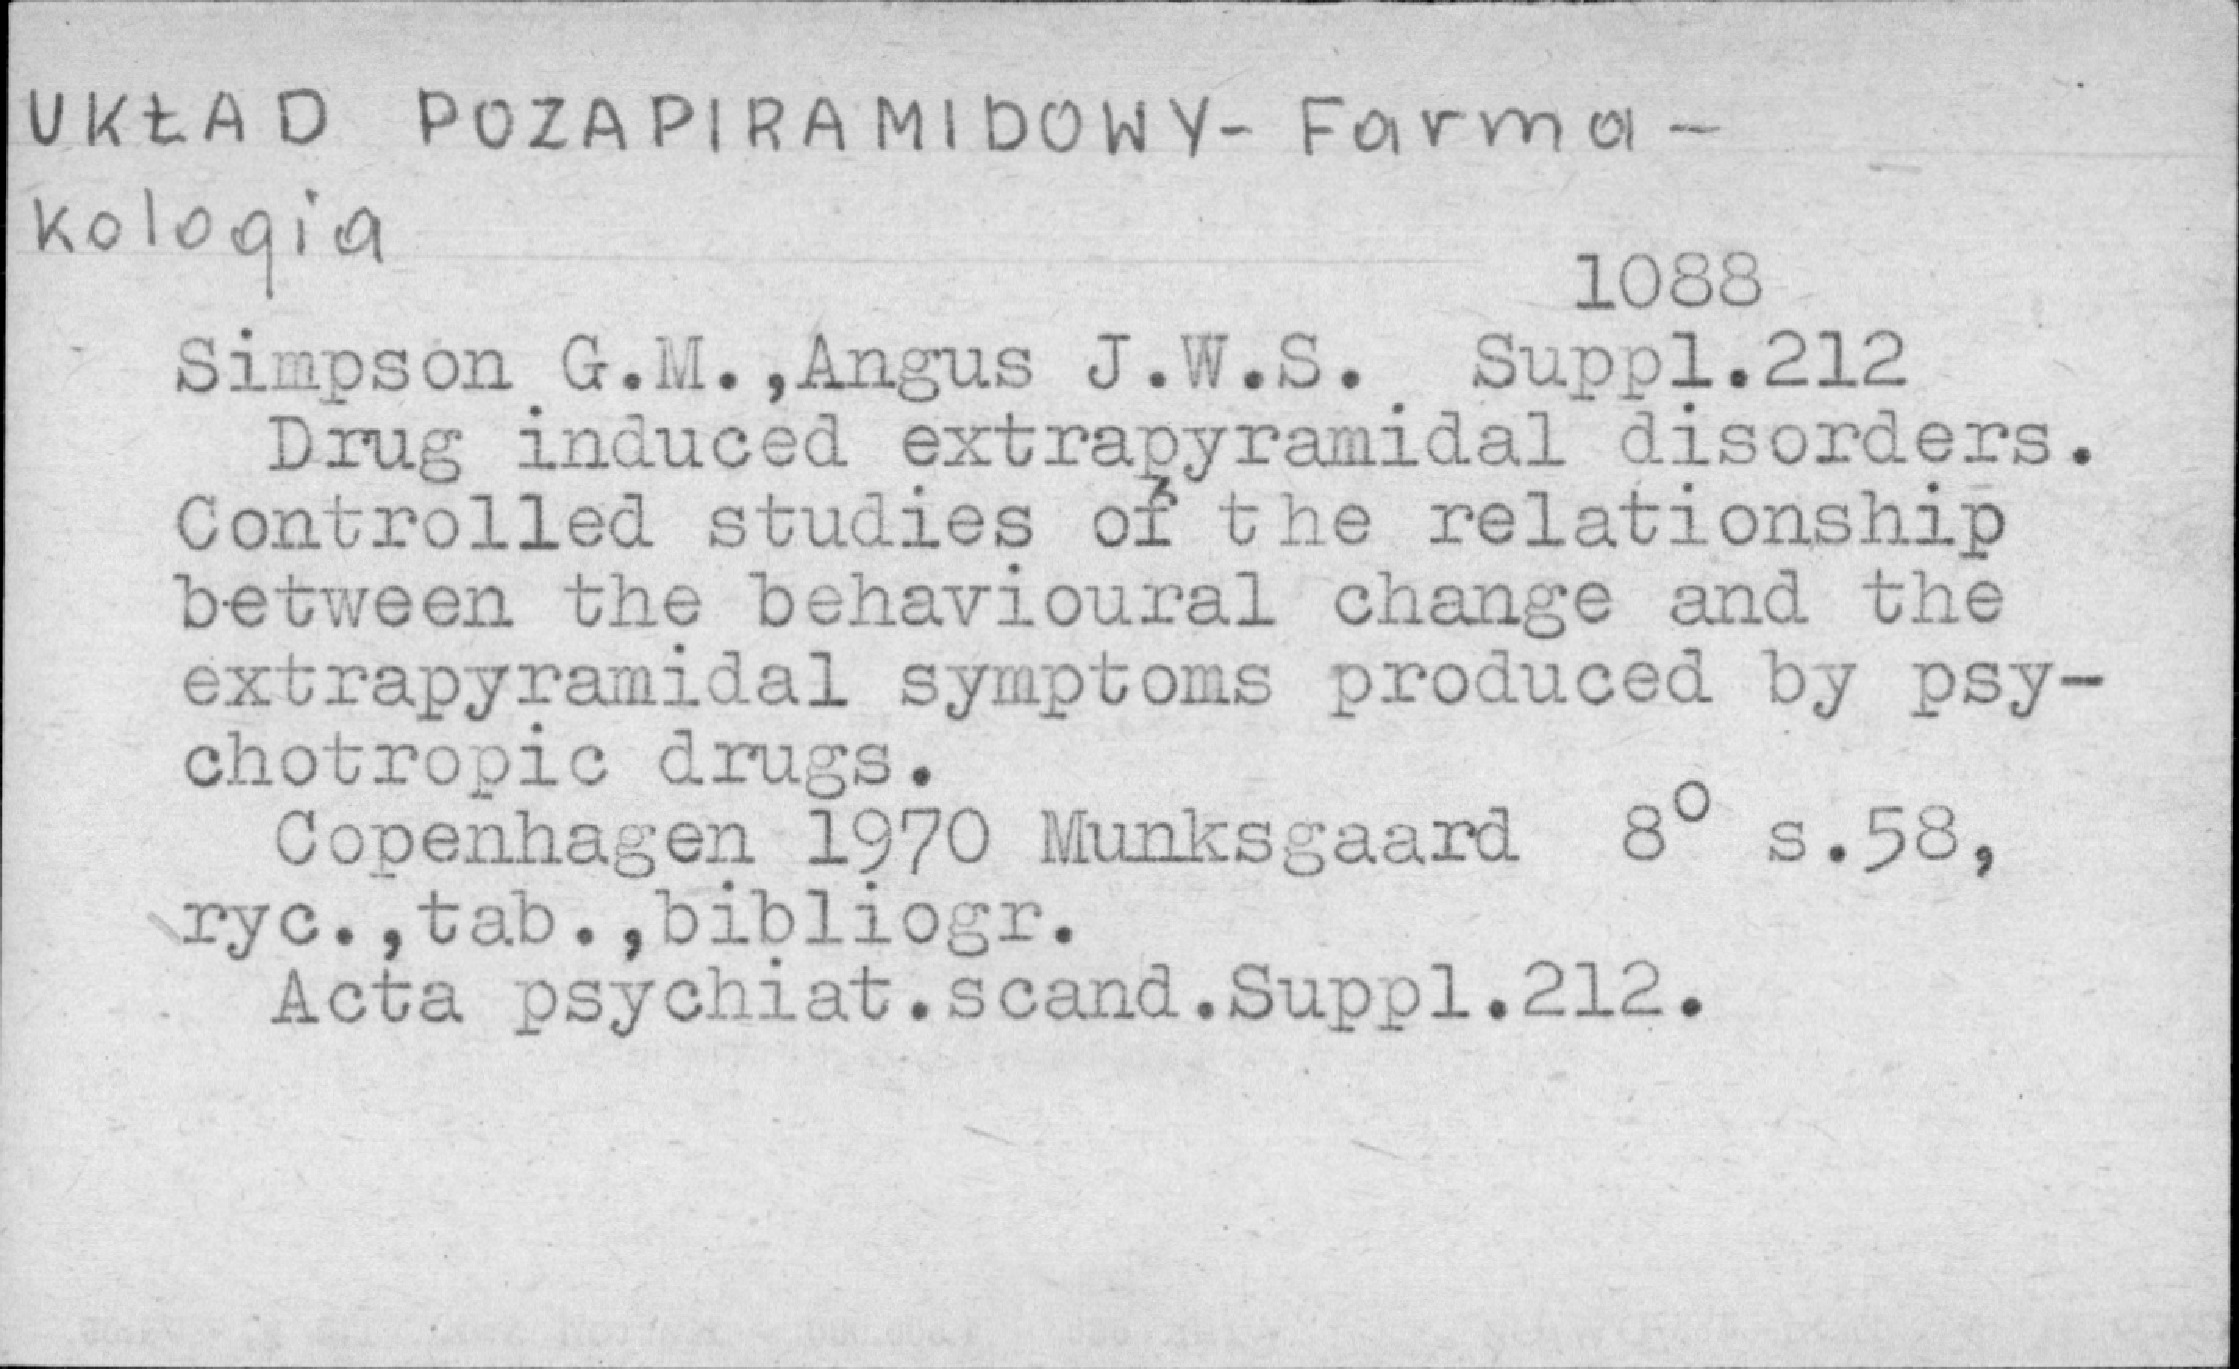 UKŁAD POZAPIRAMIDOWY - Farma -
kologia
1088
Simpson G.M.,Angus J.W.S. Suppl.212
Drug induced extrapyramidal disorders.
Controlled studies of the relationship
between the behavioural change and the
extrapyramidal symptoms produced by psy-
chotropic drugs.
Copenhagen 1970 Munksgaard 8° s.58,
ryc.,tab.,bibliogr.
Acta psychiat.scand.Suppl.212.